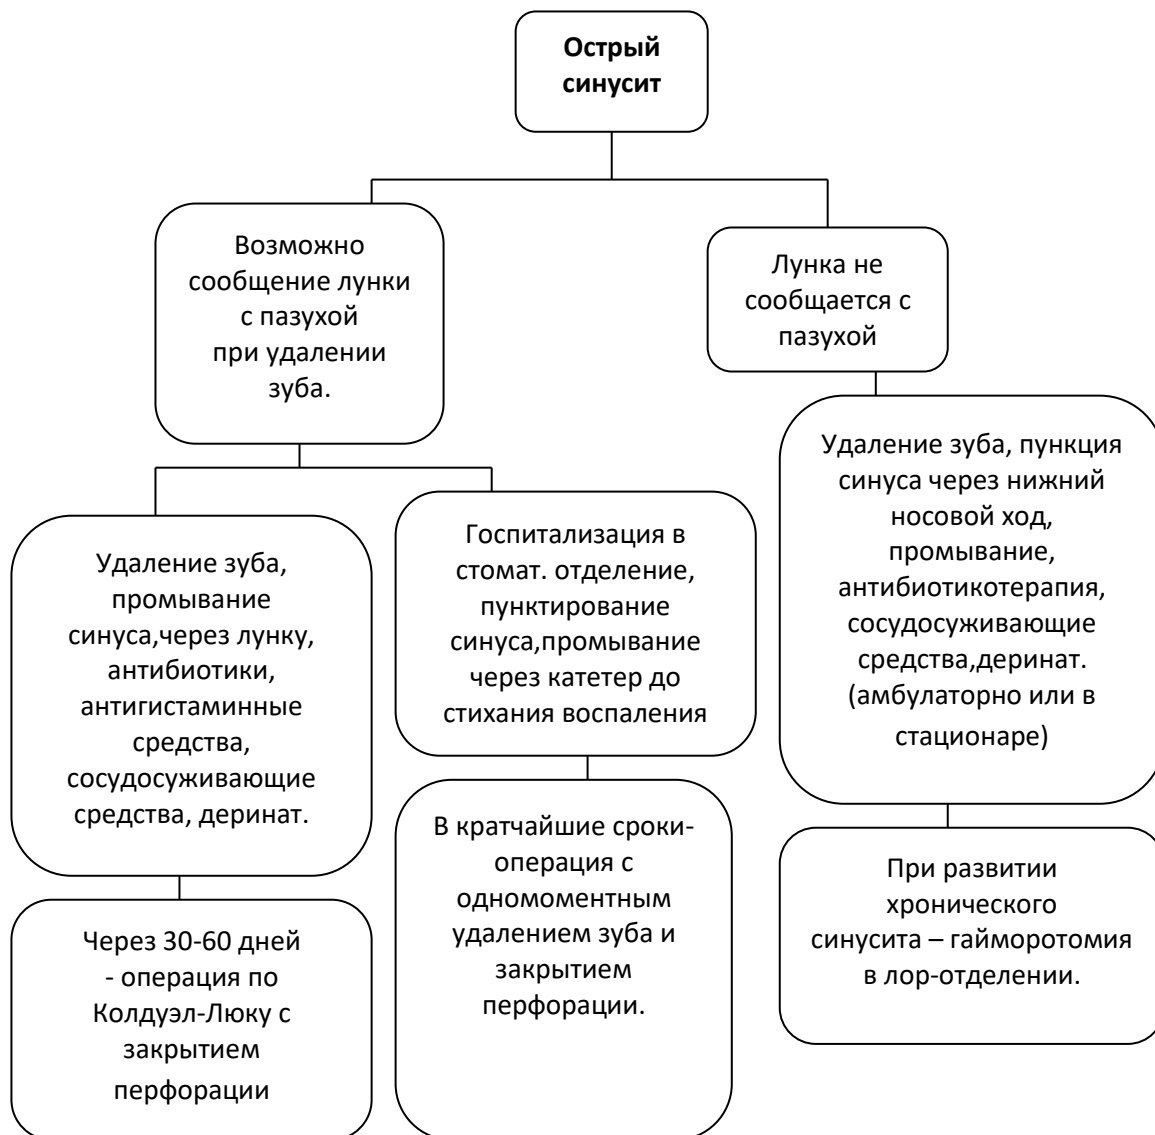 Острый
синусит
Возможно
сообщение лунки
с пазухой
при удалении
зуба.
Лунка не
сообщается с
пазухой
Удаление зуба,
промывание
синуса,через лунку,
антибиотики,
антигистаминные
средства,
сосудосуживающие
средства, деринат.
Госпитализация в
стомат. отделение,
пунктирование
синуса,промывание
через катетер до
стихания воспаления
Удаление зуба, пункция
синуса через нижний
носовой ход,
промывание,
антибиотикотерапия,
сосудосуживающие
средства,деринат.
(амбулаторно или в
стационаре)
Через 30-60 дней
- операция по
Колдуэл-Люку с
закрытием
перфорации
В кратчайшие сроки-
операция с
одномоментным
удалением зуба и
закрытием
перфорации.
При развитии
хронического
синусита – гайморотомия
в лор-отделении.